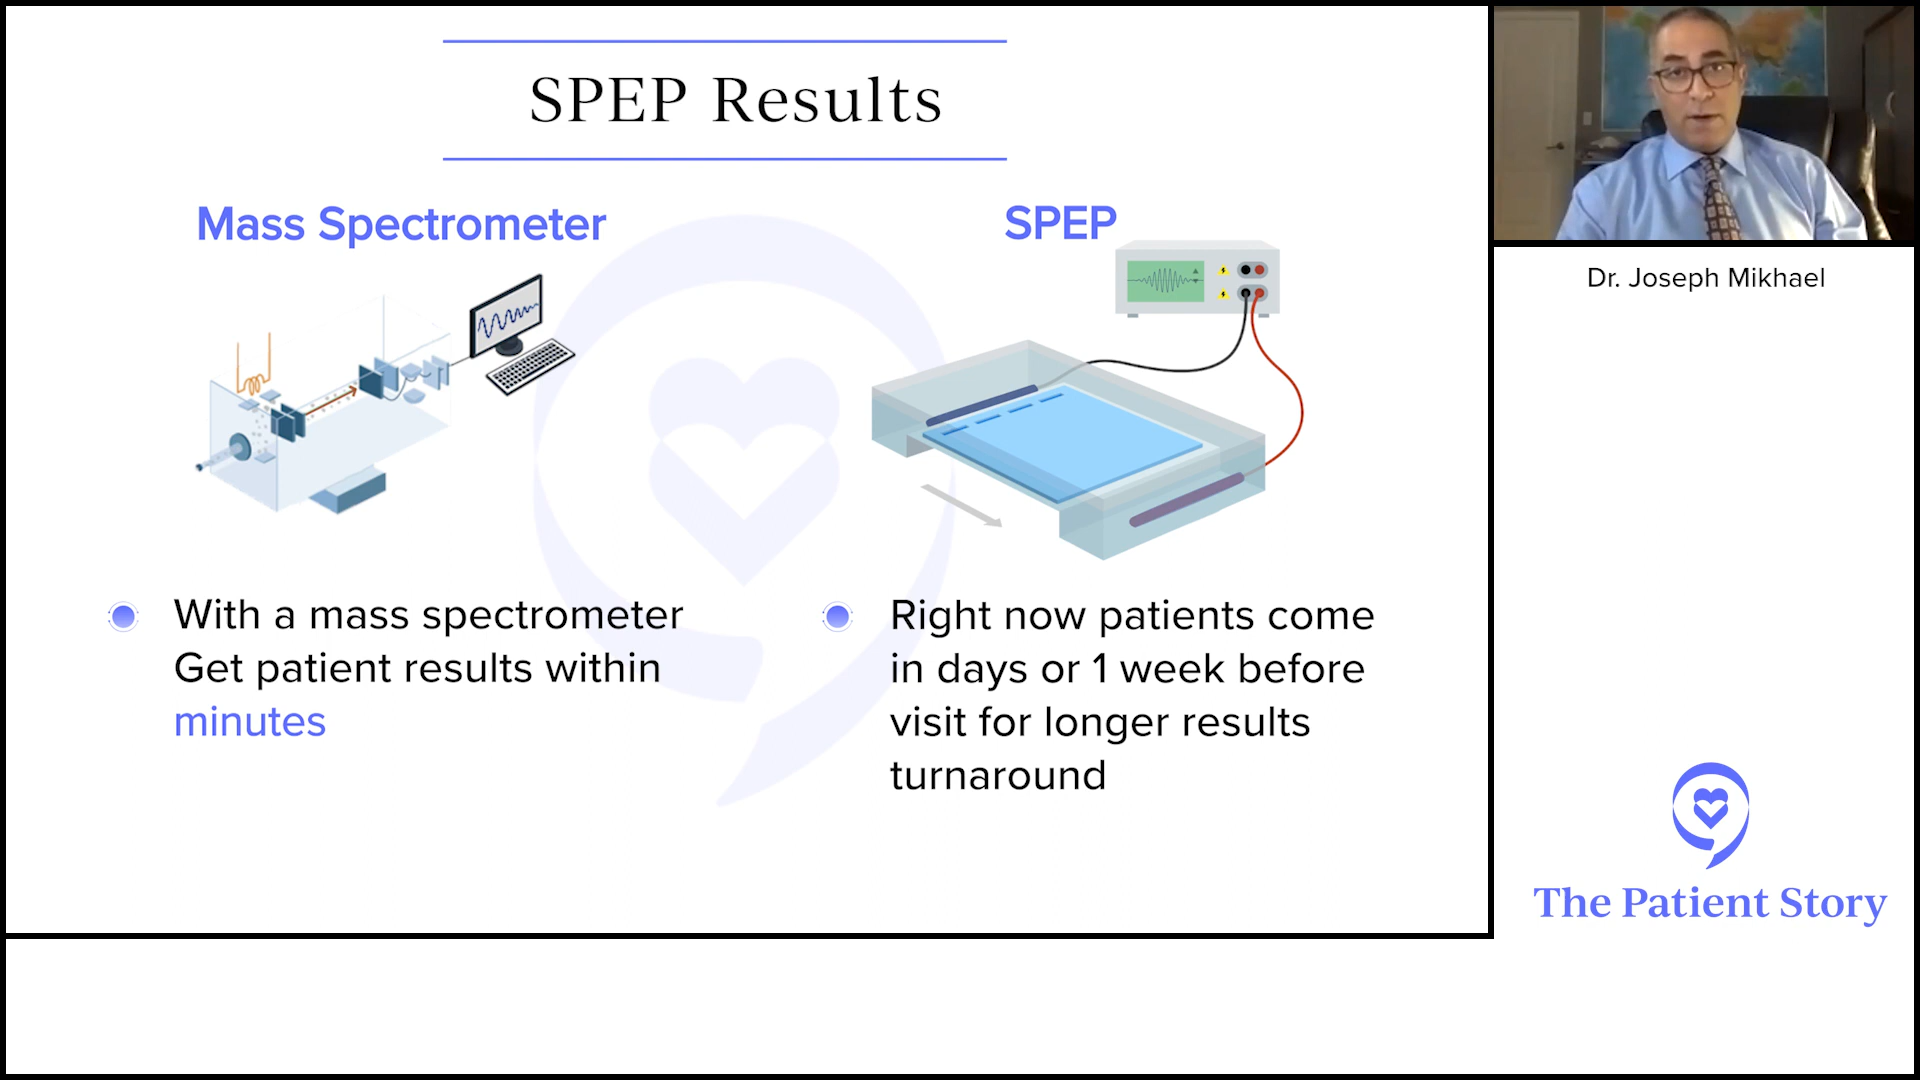 SPEP Results
Mass Spectrometer
SPEP
With a mass spectrometer
Get patient results within
minutes
Right now patients come
in days or 1 week before
visit for longer results
turnaround
Dr. Joseph Mikhael
The Patient Story